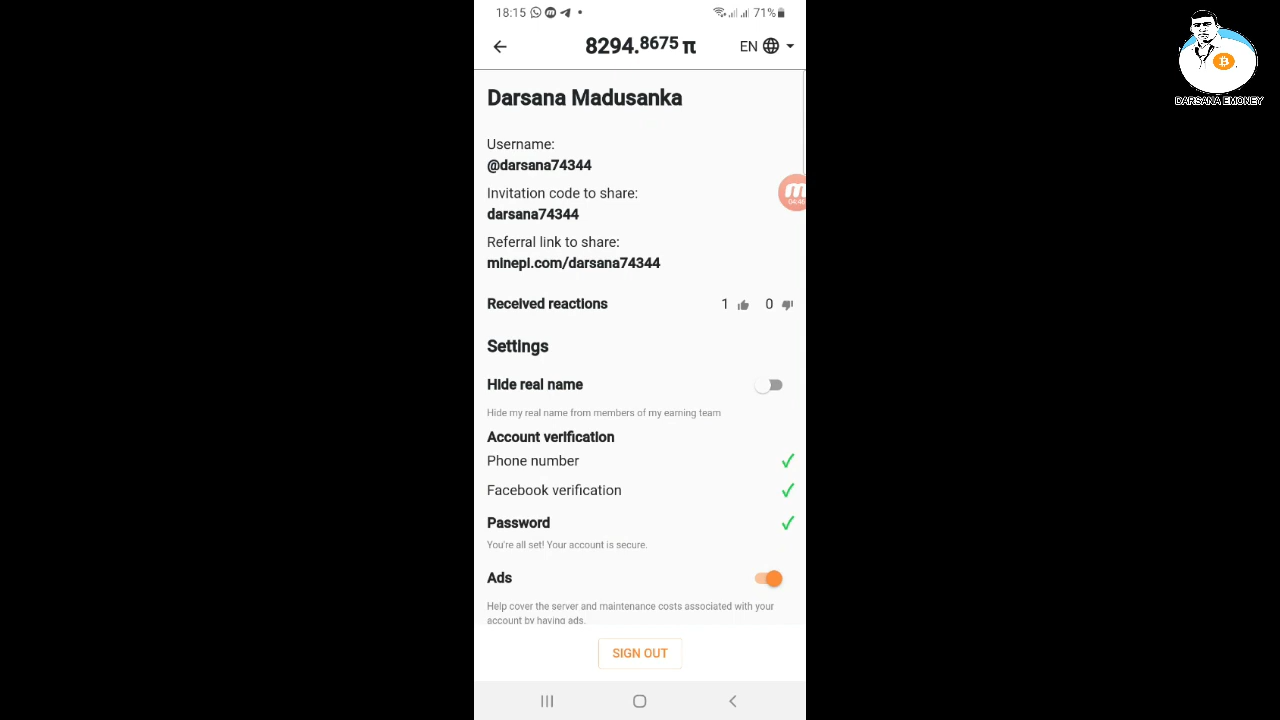 18:15
71%
8294.8675 π
EN
Darsana Madusanka
Username:
@darsana74344
Invitation code to share:
darsana74344
Referral link to share:
minepi.com/darsana74344
Received reactions 1 0
Settings
Hide real name
Hide my real name from members of my earning team
Account verification
Phone number
Facebook verification
Password
You're all set! Your account is secure.
Ads
Help cover the server and maintenance costs associated with your
account by having ads.
SIGN OUT
DARSANA EMONEY
04:46